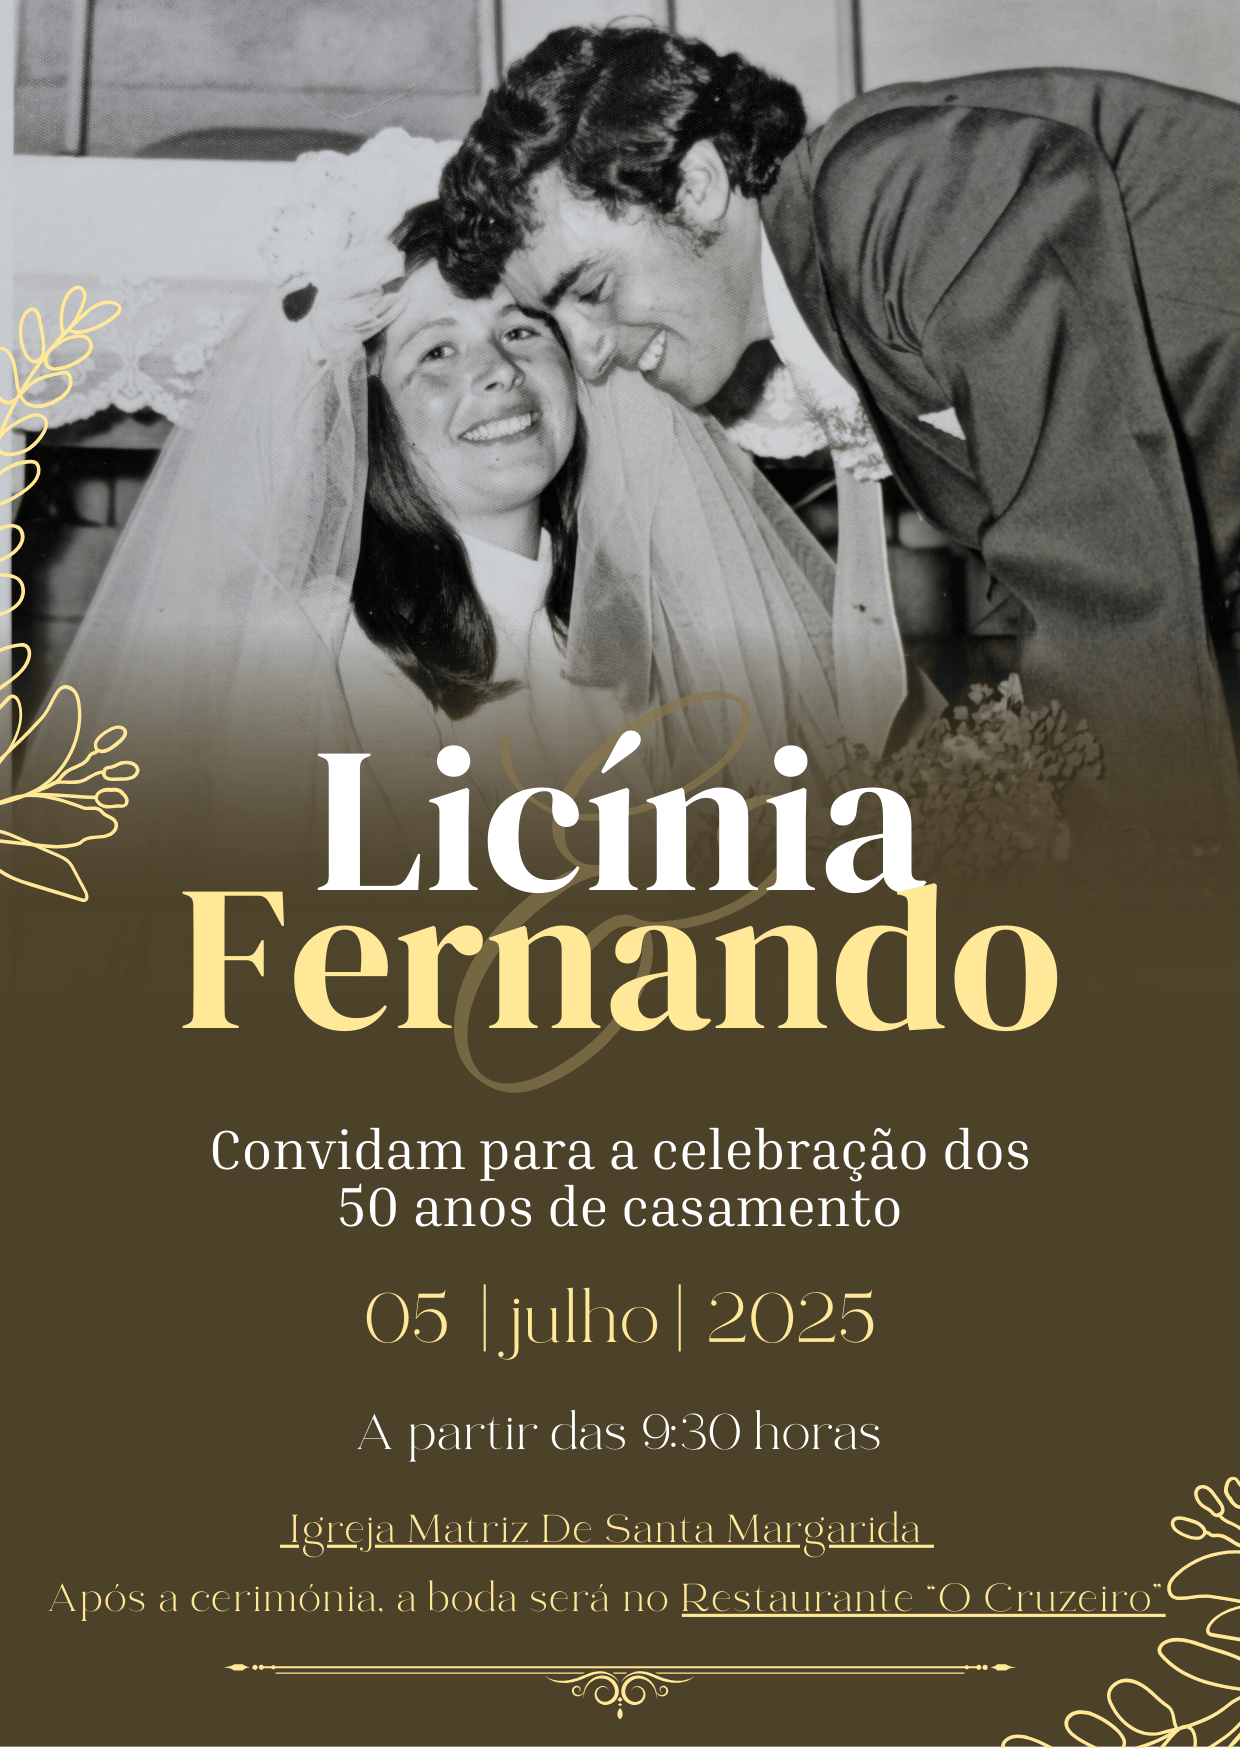 Licínia
&
Fernando
Convidam para a celebração dos
50 anos de casamento
05 | julho | 2025
A partir das 9:30 horas
Igreja Matriz De Santa Margarida
Após a cerimónia, a boda será no Restaurante “O Cruzeiro”